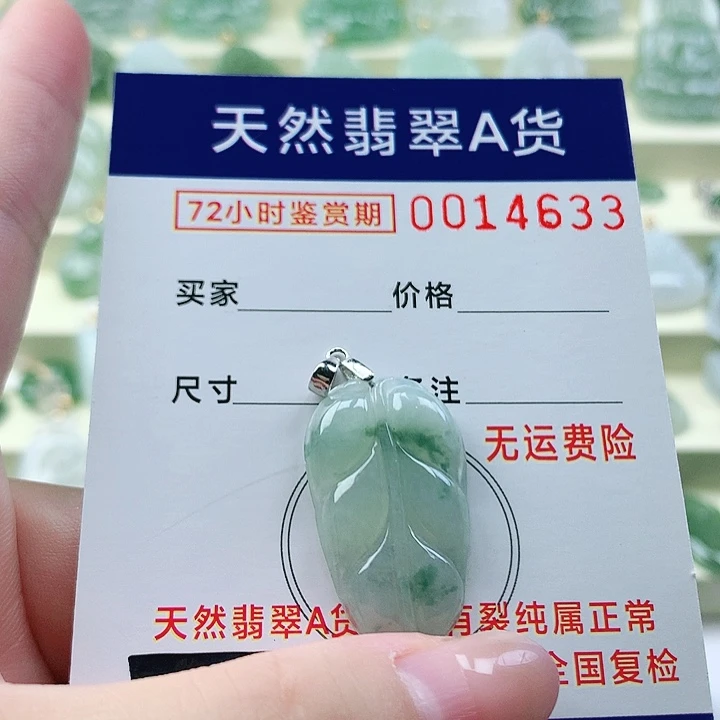 天然翡翠A货
72小时鉴赏期 0014633
买家 价格
尺寸 注
无运费险
天然翡翠A货 有裂纯属正常
全国复检